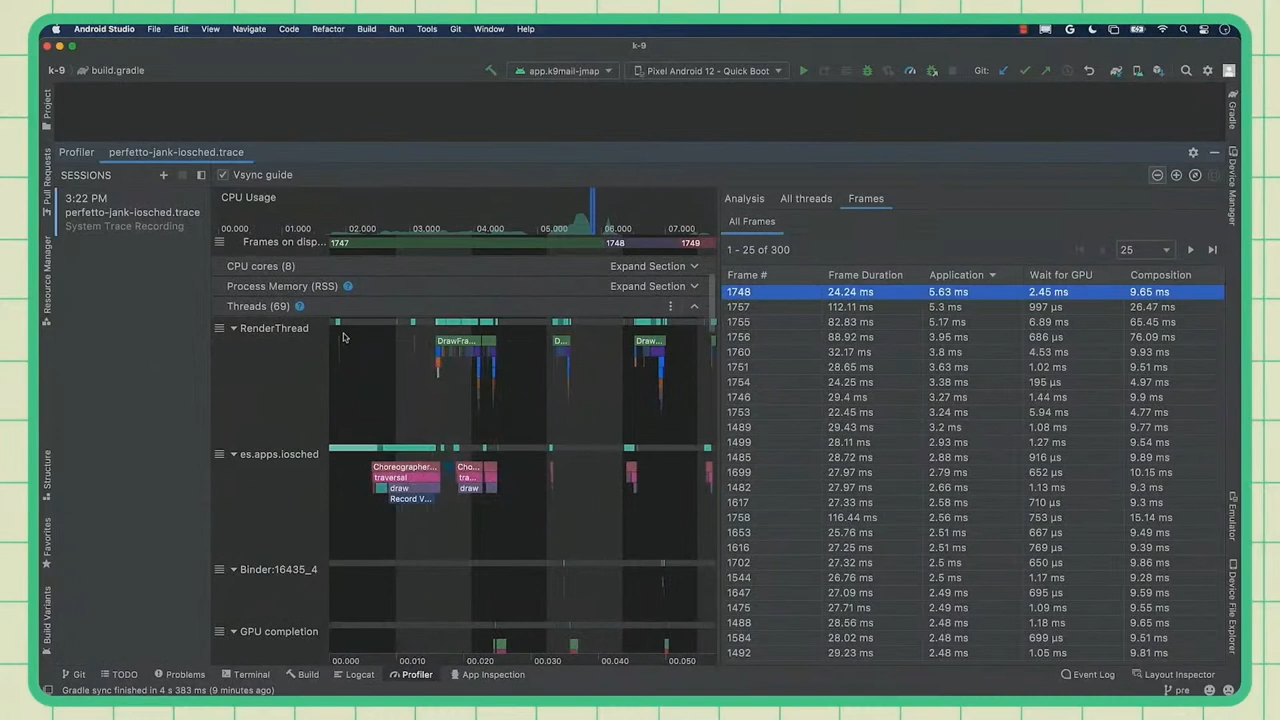 Android Studio File Edit View Navigate Code Refactor Build Run Tools Git Window Help
k-9
k-9 build.gradle app.k9mail-jmap Pixel Android 12 - Quick Boot Git:
Project
Pull Requests
Resource Manager
Structure
Favorites
Build Variants
Profiler perfetto-jank-iosched.trace
SESSIONS
3:22 PM
perfetto-jank-iosched.trace
System Trace Recording
Vsync guide
CPU Usage
00.000 01.000 02.000 03.000 04.000 05.000 06.000 07.000
Frames on disp... 1747 1748 1749
CPU cores (8) Expand Section
Process Memory (RSS) ? Expand Section
Threads (69) ?
RenderThread
DrawFra... D... Draw...
es.apps.iosched
Choreographer... Cho...
traversal tra...
draw draw
Record V...
Binder:16435_4
GPU completion
00.000 00.010 00.020 00.030 00.040 00.050
Analysis All threads Frames
All Frames
1 - 25 of 300 25
Frame # Frame Duration Application Wait for GPU Composition
1748 24.24 ms 5.63 ms 2.45 ms 9.65 ms
1757 112.11 ms 5.3 ms 997 µs 26.47 ms
1755 82.83 ms 5.17 ms 6.89 ms 65.45 ms
1756 88.92 ms 3.95 ms 686 µs 76.09 ms
1760 32.17 ms 3.8 ms 4.53 ms 9.93 ms
1751 28.65 ms 3.63 ms 1.02 ms 9.51 ms
1754 24.25 ms 3.38 ms 195 µs 4.97 ms
1746 29.4 ms 3.27 ms 1.44 ms 9.9 ms
1753 22.45 ms 3.24 ms 5.94 ms 4.77 ms
1489 29.43 ms 3.2 ms 1.08 ms 9.77 ms
1499 28.11 ms 2.93 ms 1.27 ms 9.54 ms
1485 28.72 ms 2.88 ms 916 µs 9.89 ms
1699 27.97 ms 2.79 ms 652 µs 10.15 ms
1482 27.97 ms 2.66 ms 1.13 ms 9.3 ms
1617 27.33 ms 2.58 ms 710 µs 9.3 ms
1758 116.44 ms 2.56 ms 753 µs 15.14 ms
1653 25.76 ms 2.51 ms 667 µs 9.49 ms
1616 27.25 ms 2.51 ms 769 µs 9.39 ms
1702 27.32 ms 2.5 ms 650 µs 9.86 ms
1544 26.76 ms 2.5 ms 1.17 ms 9.28 ms
1647 27.09 ms 2.49 ms 695 µs 9.59 ms
1475 27.71 ms 2.49 ms 1.09 ms 9.55 ms
1488 28.56 ms 2.48 ms 1.18 ms 9.65 ms
1584 28.02 ms 2.48 ms 699 µs 9.51 ms
1492 29.23 ms 2.48 ms 1.05 ms 9.81 ms
Gradle
Device Manager
Emulator
Device File Explorer
Git TODO Problems Terminal Build Logcat Profiler App Inspection Event Log Layout Inspector
Gradle sync finished in 4 s 383 ms (9 minutes ago) pre